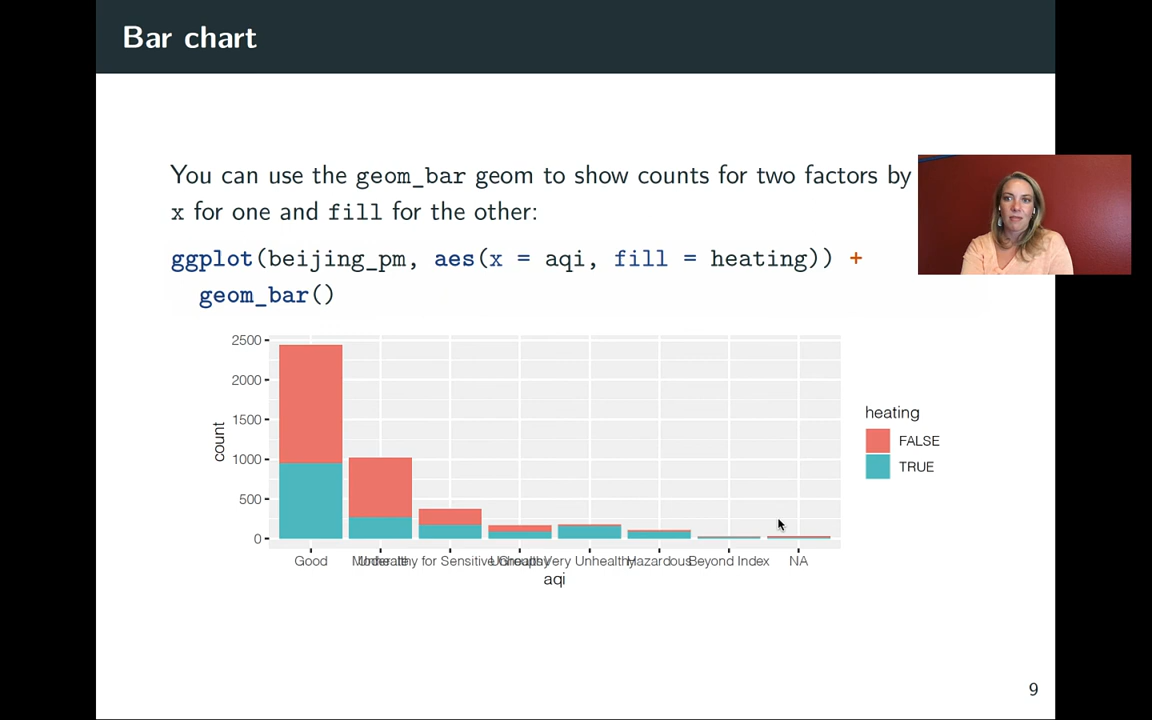 Bar chart
You can use the geom_bar geom to show counts for two factors by
x for one and fill for the other:
ggplot(beijing_pm, aes(x = aqi, fill = heating)) +
geom_bar()
2500
2000
1500
1000
500
0
count
Good Moderate Unhealthy for Sensitive Groups Unhealthy Very Unhealthy Hazardous Beyond Index NA
aqi
heating
FALSE
TRUE
9